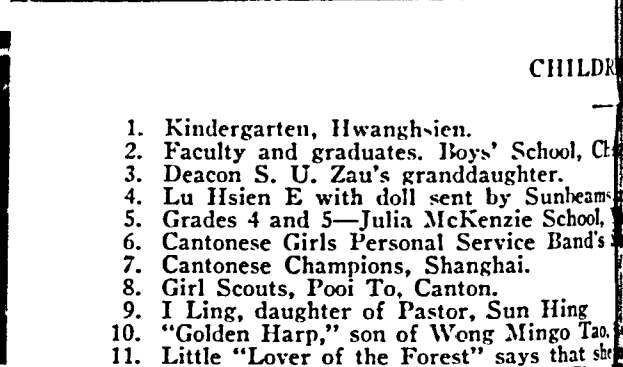 CHILDR
1. Kindergarten, Hwanghsien.
2. Faculty and graduates. Boys' School, Ch
3. Deacon S. U. Zau's granddaughter.
4. Lu Hsien E with doll sent by Sunbeams
5. Grades 4 and 5—Julia McKenzie School,
6. Cantonese Girls Personal Service Band's
7. Cantonese Champions, Shanghai.
8. Girl Scouts, Pooi To, Canton.
9. I Ling, daughter of Pastor, Sun Hing
10. "Golden Harp," son of Wong Mingo Tao,
11. Little "Lover of the Forest" says that she